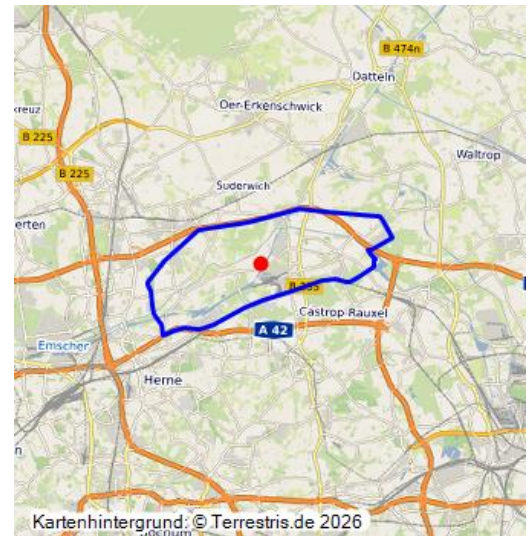 B 474n
Datteln
Oer-Erkenschwick
reuz
B 225
Waltrop
B 225
Suderwich
erten
B 235
Castrop Rauxel
A 42
Emscher
Herne
Kartenhintergrund: © Terrestris.de 2026